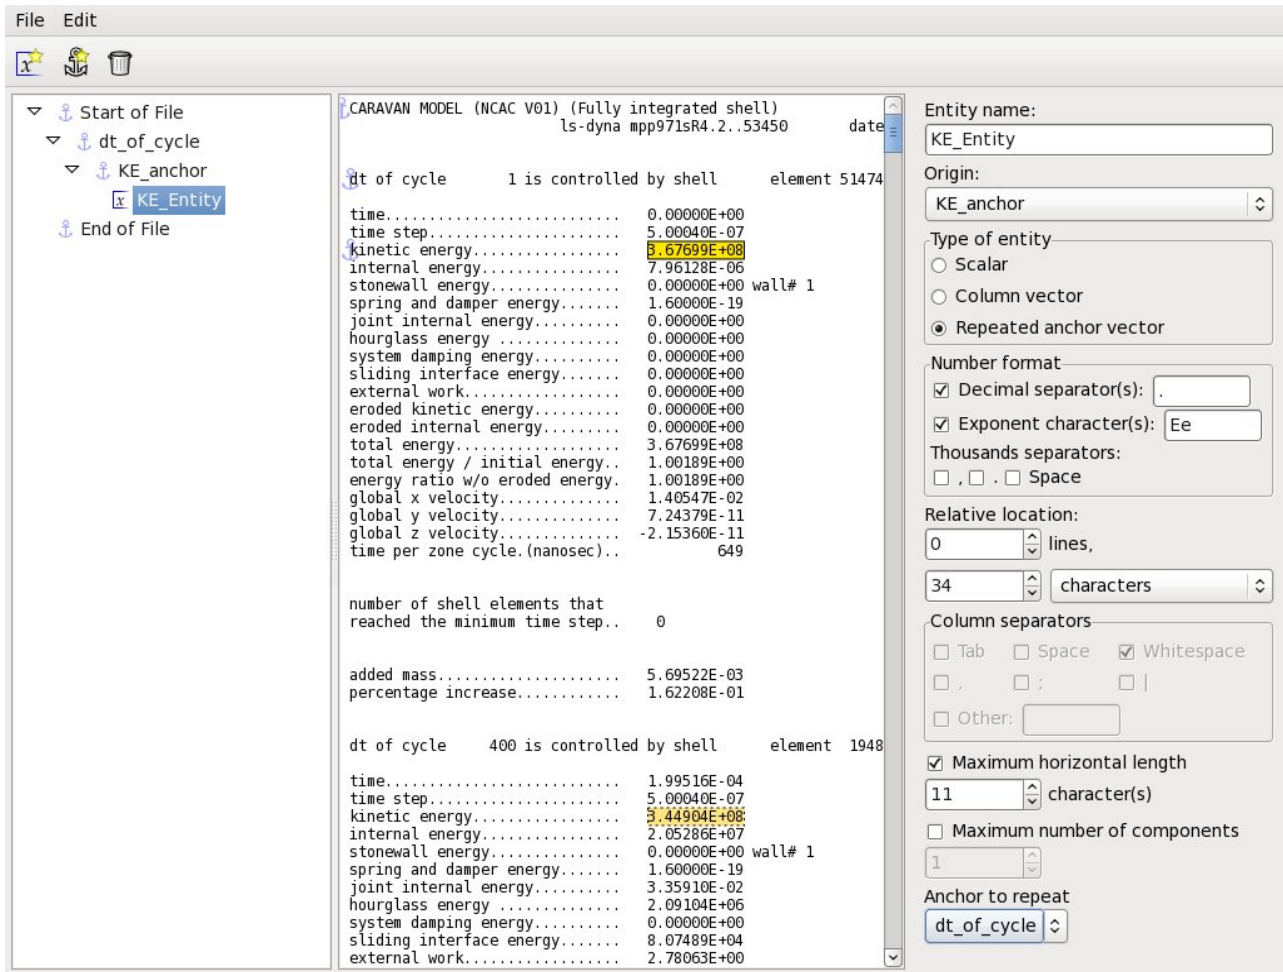 File Edit
Start of File
dt_of_cycle
KE_anchor
x KE_Entity
End of File
CARAVAN MODEL (NCAC V01) (Fully integrated shell)
ls-dyna mpp971sR4.2..53450 date
dt of cycle 1 is controlled by shell element 51474
time........................... 0.00000E+00
time step...................... 5.00040E-07
kinetic energy................. 3.67699E+08
internal energy................ 7.96128E-06
stonewall energy............... 0.00000E+00 wall# 1
spring and damper energy....... 1.60000E-19
joint internal energy.......... 0.00000E+00
hourglass energy .............. 0.00000E+00
system damping energy.......... 0.00000E+00
sliding interface energy....... 0.00000E+00
external work.................. 0.00000E+00
eroded kinetic energy.......... 0.00000E+00
eroded internal energy......... 0.00000E+00
total energy................... 3.67699E+08
total energy / initial energy.. 1.00189E+00
energy ratio w/o eroded energy. 1.00189E+00
global x velocity.............. 1.40547E-02
global y velocity.............. 7.24379E-11
global z velocity.............. -2.15360E-11
time per zone cycle.(nanosec).. 649
number of shell elements that
reached the minimum time step.. 0
added mass..................... 5.69522E-03
percentage increase............ 1.62208E-01
dt of cycle 400 is controlled by shell element 1948
time........................... 1.99516E-04
time step...................... 5.00040E-07
kinetic energy................. 3.44904E+08
internal energy................ 2.05286E+07
stonewall energy............... 0.00000E+00 wall# 1
spring and damper energy....... 1.60000E-19
joint internal energy.......... 3.35910E-02
hourglass energy .............. 2.09104E+06
system damping energy.......... 0.00000E+00
sliding interface energy....... 8.07489E+04
external work.................. 2.78063E+00
Entity name:
KE_Entity
Origin:
KE_anchor
Type of entity
Scalar
Column vector
Repeated anchor vector
Number format
Decimal separator(s): .
Exponent character(s): Ee
Thousands separators:
, . Space
Relative location:
0 lines,
34 characters
Column separators
Tab Space Whitespace
, ; |
Other:
Maximum horizontal length
11 character(s)
Maximum number of components
1
Anchor to repeat
dt_of_cycle